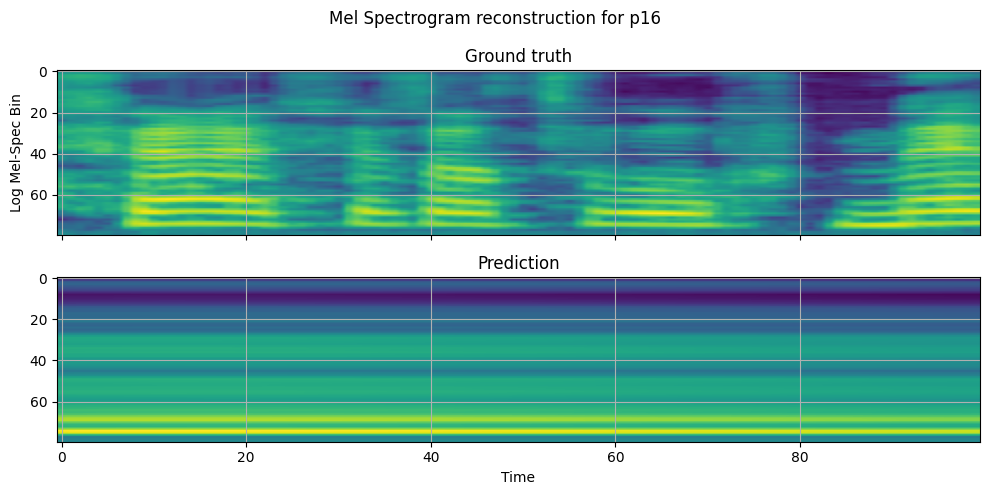 Mel Spectrogram reconstruction for p16
Ground truth
0
20
40
60
Log Mel-Spec Bin
Prediction
0
20
40
60
0 20 40 60 80
Time